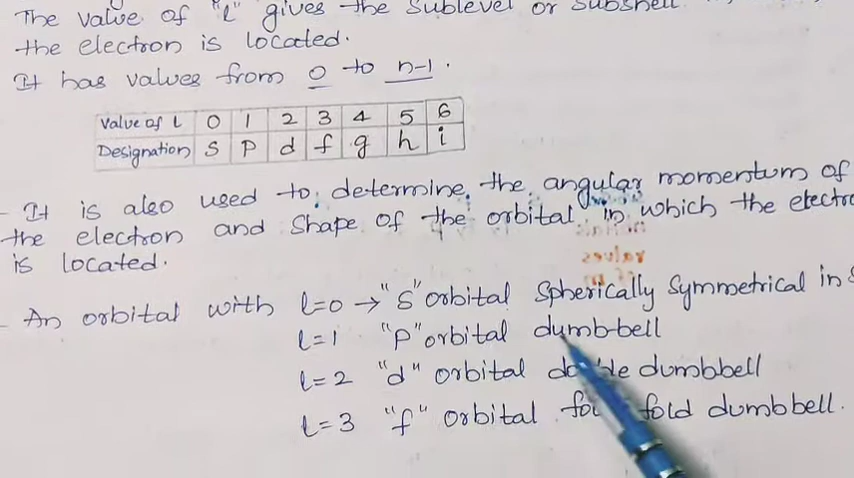 The value of "l" gives the sublevel or subshell
the electron is located.
It has values from 0 to n-1.
Value of l 0 1 2 3 4 5 6
Designation S P d f g h i
- It is also used to determine the angular momentum of
the electron and shape of the orbital in which the electro
is located.
values
- An orbital with l=0 → "S" orbital spherically symmetrical in
l=1 "P" orbital dumb-bell
l=2 "d" orbital double dumbbell
l=3 "f" orbital fold dumbbell.